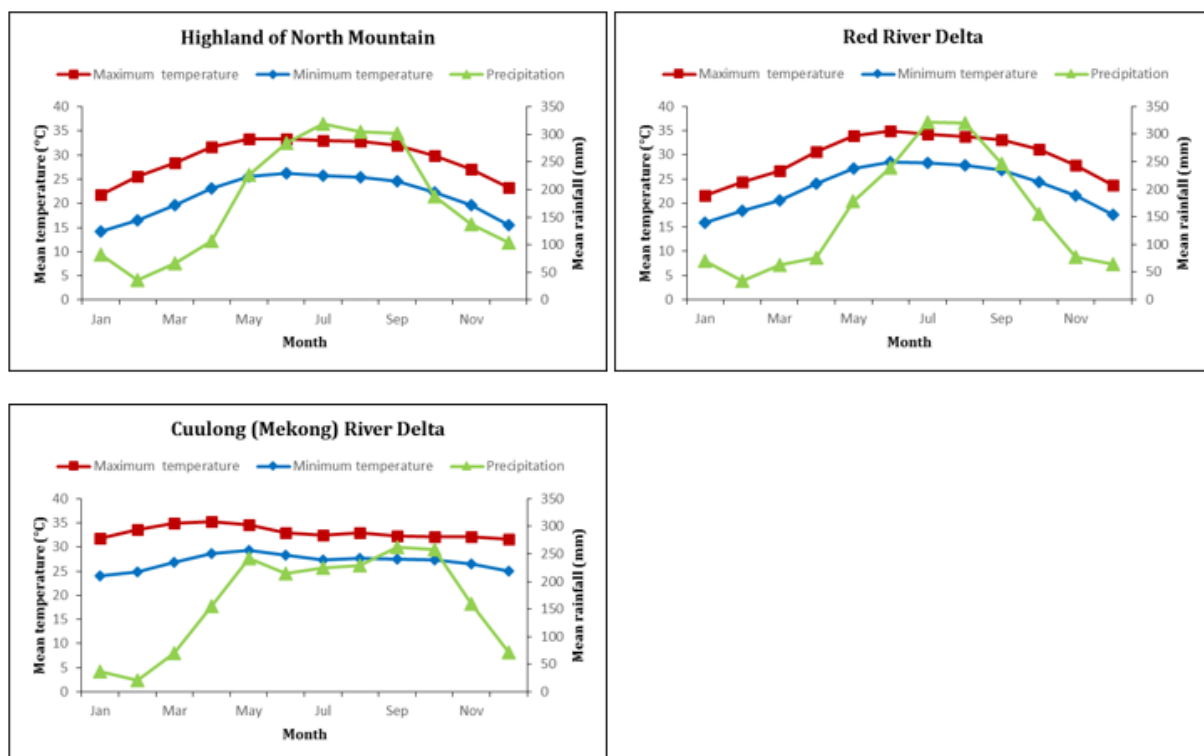 Highland of North Mountain
Maximum temperature Minimum temperature Precipitation
Mean temperature (°C)
40
35
30
25
20
15
10
5
0
350
300
250
200
150
100
50
0
Mean rainfall (mm)
Jan Mar May Jul Sep Nov
Month
Red River Delta
Maximum temperature Minimum temperature Precipitation
Mean temperature (°C)
40
35
30
25
20
15
10
5
0
350
300
250
200
150
100
50
0
Mean rainfall (mm)
Jan Mar May Jul Sep Nov
Month
Cuulong (Mekong) River Delta
Maximum temperature Minimum temperature Precipitation
Mean temperature (°C)
40
35
30
25
20
15
10
5
0
350
300
250
200
150
100
50
0
Mean rainfall (mm)
Jan Mar May Jul Sep Nov
Month